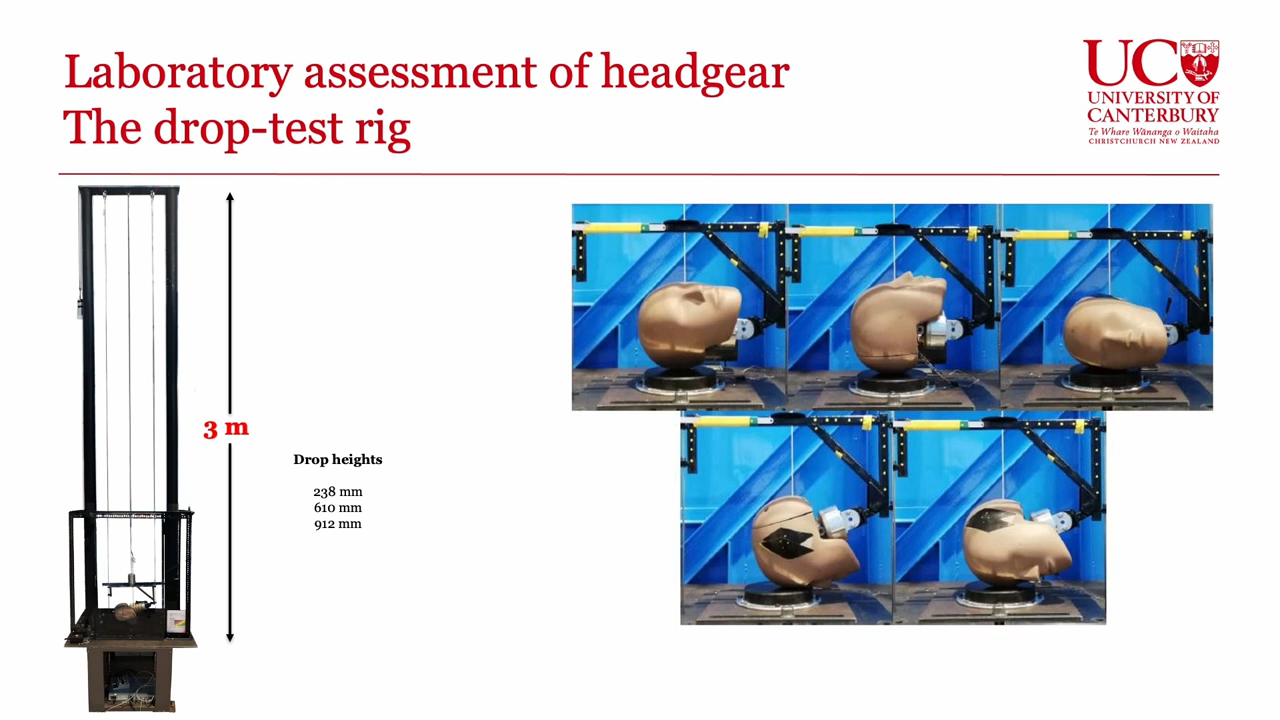 Laboratory assessment of headgear
The drop-test rig
UC
UNIVERSITY OF
CANTERBURY
Te Whare Wānanga o Waitaha
CHRISTCHURCH NEW ZEALAND
3 m
Drop heights
238 mm
610 mm
912 mm